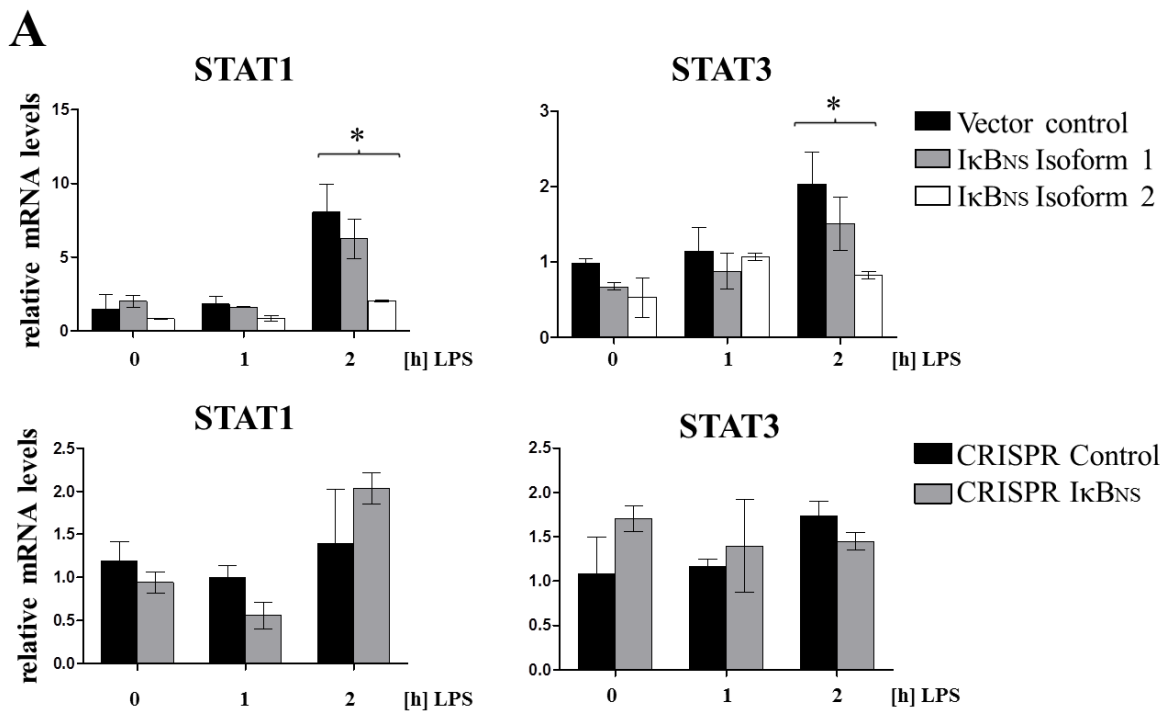 A
STAT1
relative mRNA levels
15
10
5
0
*
0 1 2 [h] LPS
STAT3
3
2
1
0
*
0 1 2 [h] LPS
Vector control
IκBNS Isoform 1
IκBNS Isoform 2
STAT1
relative mRNA levels
2.5
2.0
1.5
1.0
0.5
0.0
0 1 2 [h] LPS
STAT3
2.5
2.0
1.5
1.0
0.5
0.0
0 1 2 [h] LPS
CRISPR Control
CRISPR IκBNS